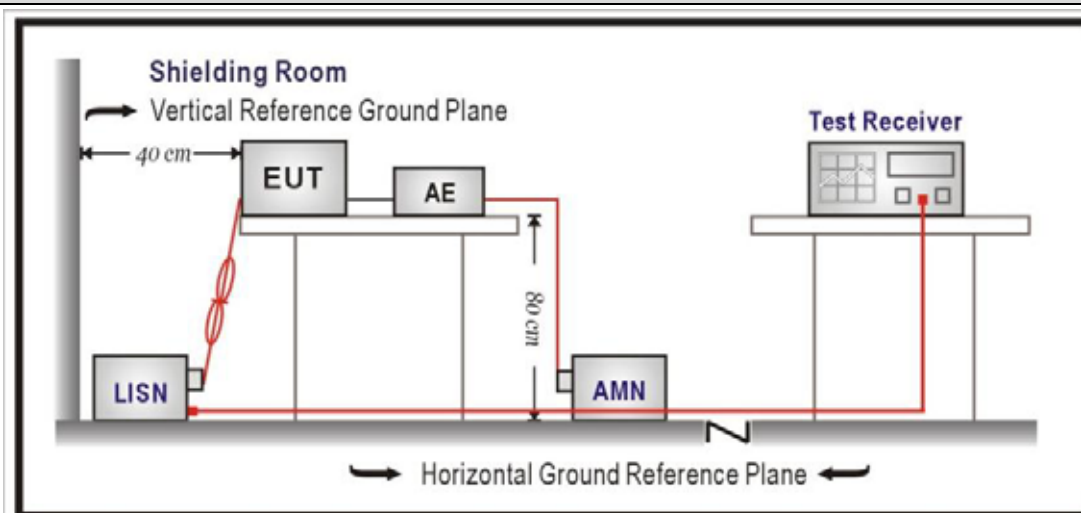 Shielding Room
Vertical Reference Ground Plane
Test Receiver
40 cm
EUT
AE
80 cm
LISN
AMN
Horizontal Ground Reference Plane